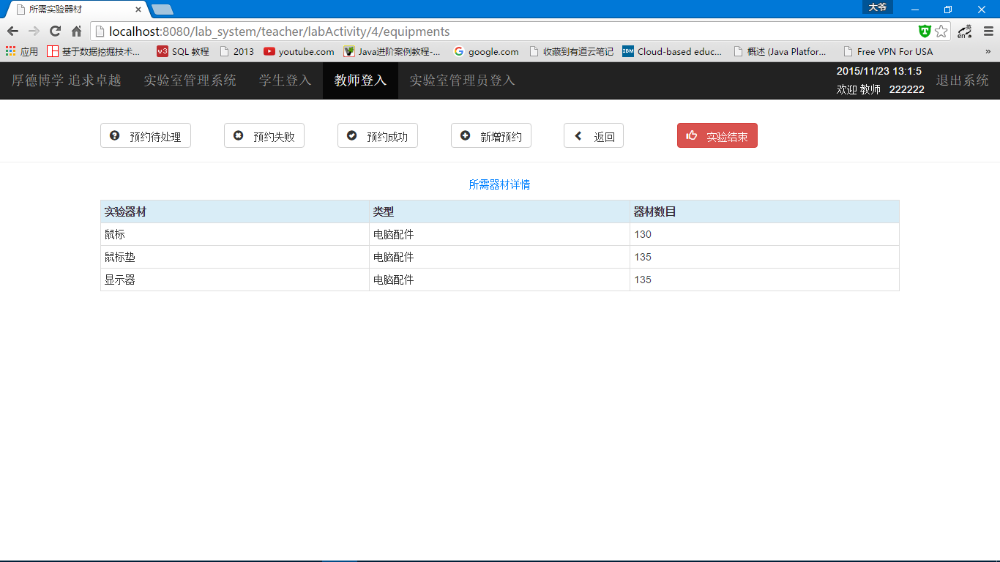 所需实验器材
大爷
localhost:8080/lab_system/teacher/labActivity/4/equipments
应用 基于数据挖掘技术... SQL 教程 2013 youtube.com Java进阶案例教程-... google.com 收藏到有道云笔记 Cloud-based educ... 概述 (Java Platfor... Free VPN For USA »
厚德博学 追求卓越 实验室管理系统 学生登入 教师登入 实验室管理员登入 2015/11/23 13:1:5 退出系统
欢迎 教师 222222
预约待处理 预约失败 预约成功 新增预约 返回 实验结束
所需器材详情
实验器材 类型 器材数目
鼠标 电脑配件 130
鼠标垫 电脑配件 135
显示器 电脑配件 135